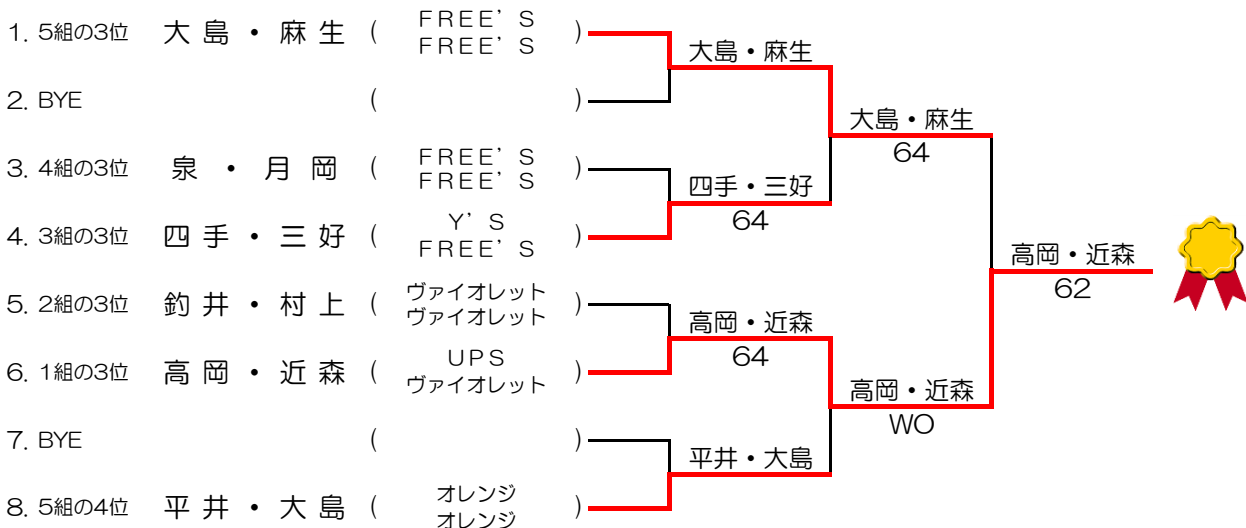 1. 5組の3位 大島・麻生 ( FREE'S
FREE'S )
2. BYE ( )
3. 4組の3位 泉・月岡 ( FREE'S
FREE'S )
4. 3組の3位 四手・三好 ( Y'S
FREE'S )
5. 2組の3位 釣井・村上 ( ヴァイオレット
ヴァイオレット )
6. 1組の3位 高岡・近森 ( UPS
ヴァイオレット )
7. BYE ( )
8. 5組の4位 平井・大島 ( オレンジ
オレンジ )
大島・麻生
四手・三好
64
高岡・近森
64
平井・大島
大島・麻生
64
高岡・近森
WO
高岡・近森
62